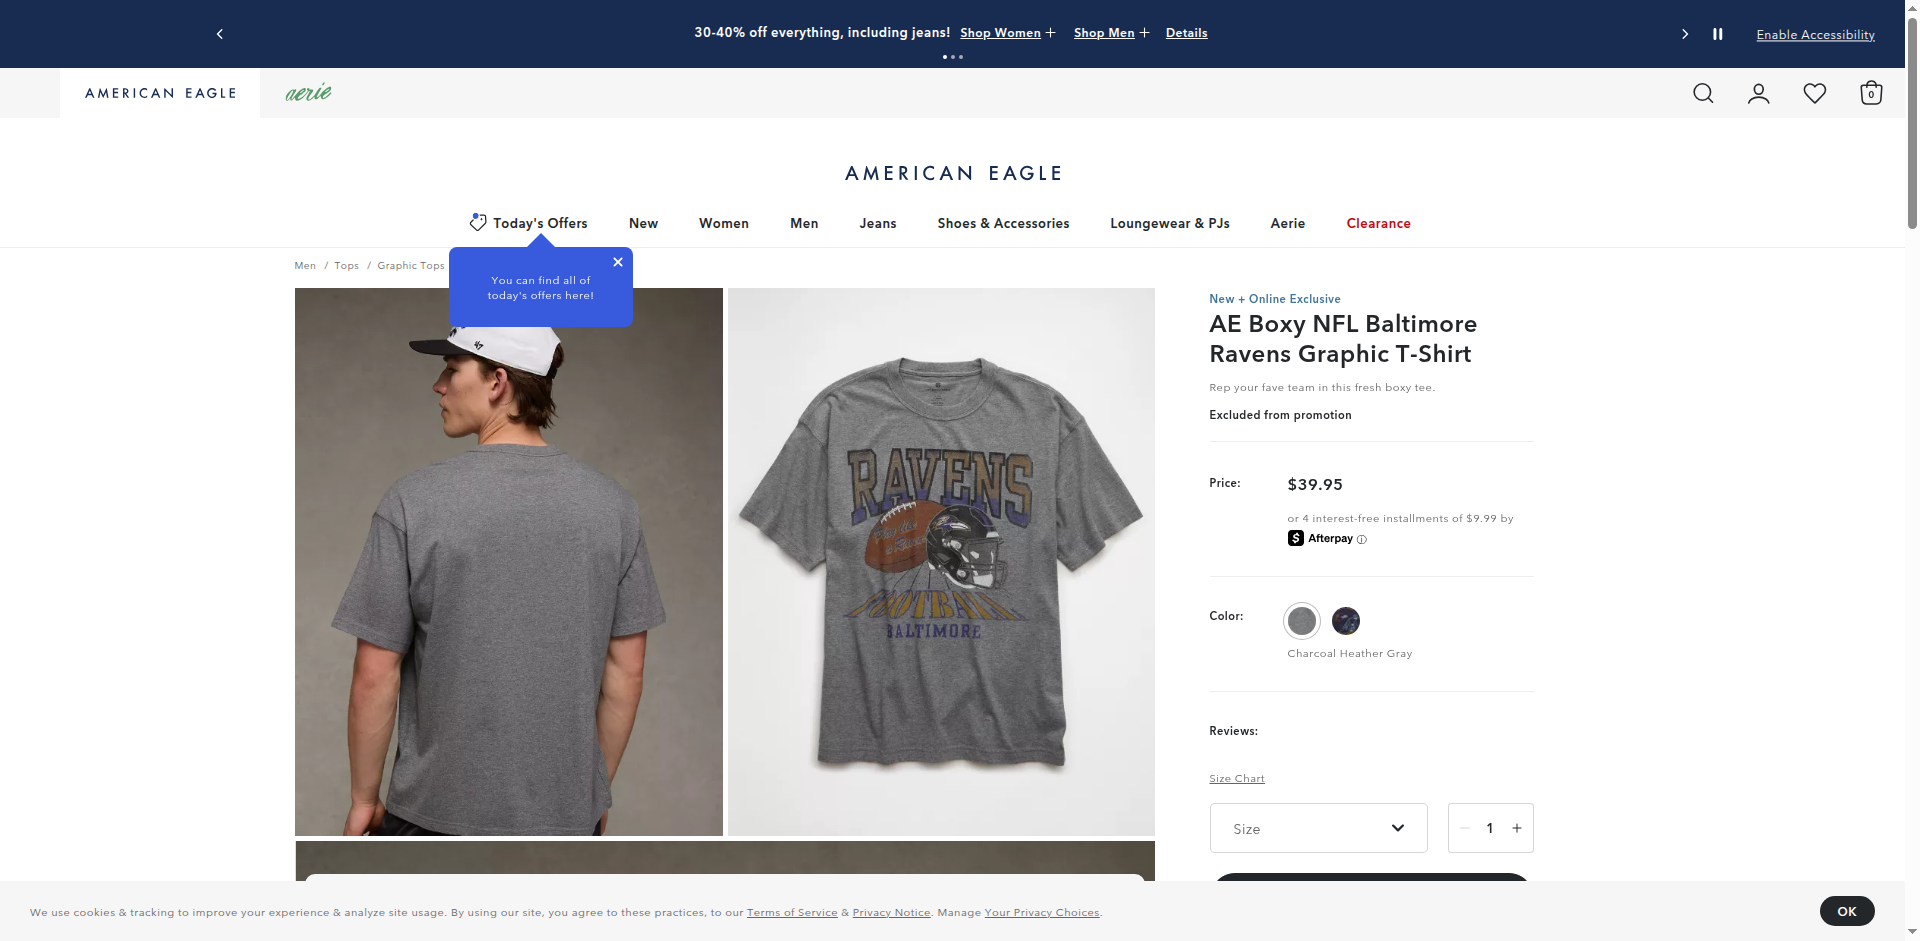 30-40% off everything, including jeans! Shop Women + Shop Men + Details
Enable Accessibility
AMERICAN EAGLE
aerie
0
AMERICAN EAGLE
Today's Offers New Women Men Jeans Shoes & Accessories Loungewear & PJs Aerie Clearance
Men / Tops / Graphic Tops
You can find all of
today's offers here!
47
RAVENS
FOOTBALL
BALTIMORE
New + Online Exclusive
AE Boxy NFL Baltimore
Ravens Graphic T-Shirt
Rep your fave team in this fresh boxy tee.
Excluded from promotion
Price: $39.95
or 4 interest-free installments of $9.99 by
Afterpay
Color:
Charcoal Heather Gray
Reviews:
Size Chart
Size
1 +
We use cookies & tracking to improve your experience & analyze site usage. By using our site, you agree to these practices, to our Terms of Service & Privacy Notice. Manage Your Privacy Choices.
OK